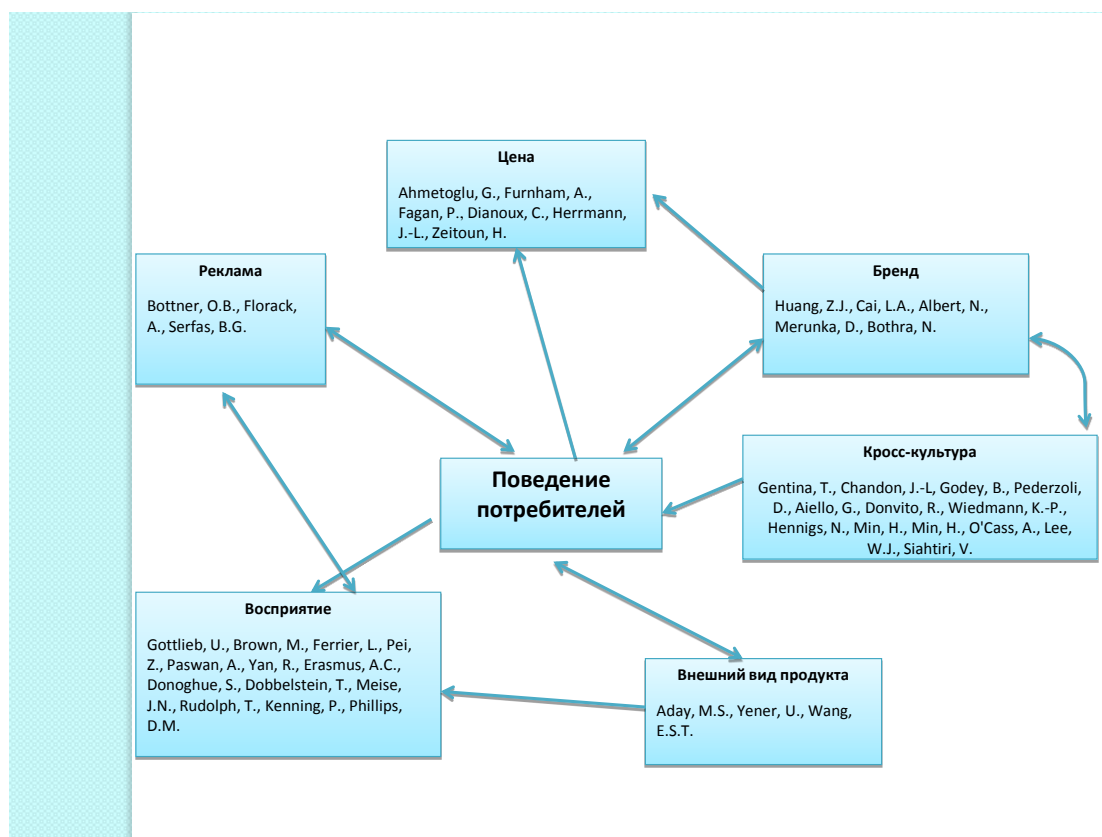 Цена
Ahmetoglu, G., Furnham, A.,
Fagan, P., Dianoux, C., Herrmann,
J.-L., Zeitoun, H.
Реклама
Bottner, O.B., Florack,
A., Serfas, B.G.
Бренд
Huang, Z.J., Cai, L.A., Albert, N.,
Merunka, D., Bothra, N.
Поведение
потребителей
Кросс-культура
Gentina, T., Chandon, J.-L, Godey, B., Pederzoli,
D., Aiello, G., Donvito, R., Wiedmann, K.-P.,
Hennigs, N., Min, H., Min, H., O'Cass, A., Lee,
W.J., Siahtiri, V.
Восприятие
Gottlieb, U., Brown, M., Ferrier, L., Pei,
Z., Paswan, A., Yan, R., Erasmus, A.C.,
Donoghue, S., Dobbelstein, T., Meise,
J.N., Rudolph, T., Kenning, P., Phillips,
D.M.
Внешний вид продукта
Aday, M.S., Yener, U., Wang,
E.S.T.